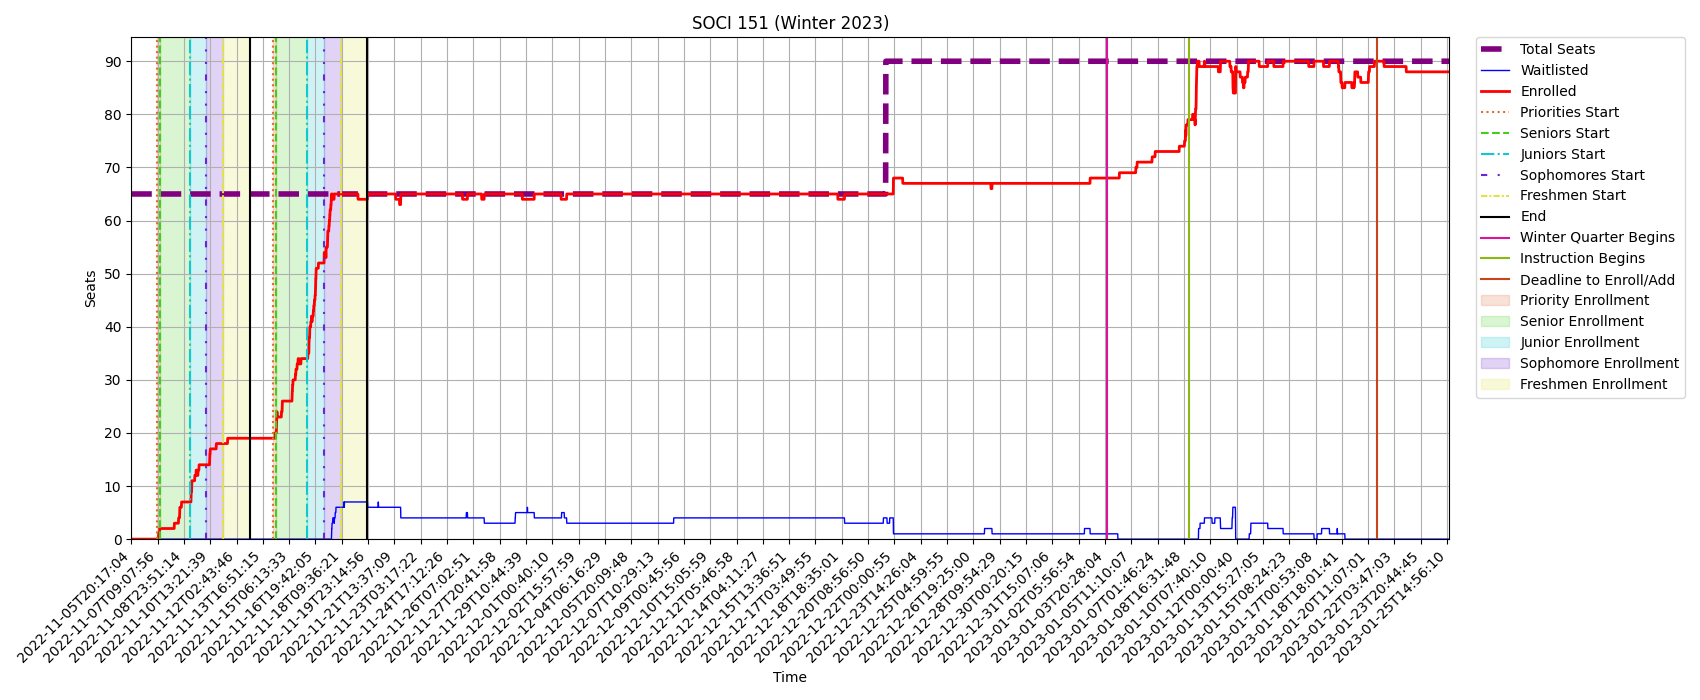 SOCI 151 (Winter 2023)
Seats
90
80
70
60
50
40
30
20
10
0
2022-11-05T20:17:04
2022-11-07T09:07:56
2022-11-08T23:51:14
2022-11-10T13:21:39
2022-11-12T02:43:46
2022-11-13T16:51:15
2022-11-15T06:13:33
2022-11-16T19:42:05
2022-11-18T09:36:21
2022-11-19T23:14:56
2022-11-21T13:37:09
2022-11-23T03:17:22
2022-11-24T17:12:26
2022-11-26T07:02:51
2022-11-27T20:41:58
2022-11-29T10:44:39
2022-12-01T00:40:10
2022-12-02T15:57:59
2022-12-04T06:16:29
2022-12-05T20:09:48
2022-12-07T10:29:13
2022-12-09T00:45:56
2022-12-10T15:05:59
2022-12-12T05:46:58
2022-12-14T04:11:27
2022-12-15T13:36:51
2022-12-17T03:49:55
2022-12-18T18:35:01
2022-12-20T08:56:50
2022-12-22T00:00:55
2022-12-23T14:26:04
2022-12-25T04:59:55
2022-12-26T19:25:00
2022-12-28T09:54:29
2022-12-30T00:20:15
2022-12-31T15:07:06
2023-01-02T05:56:54
2023-01-03T20:28:04
2023-01-05T11:10:07
2023-01-07T01:46:24
2023-01-08T16:31:48
2023-01-10T07:40:10
2023-01-12T00:00:40
2023-01-13T15:27:05
2023-01-15T08:24:23
2023-01-17T00:53:08
2023-01-18T18:01:41
2023-01-20T11:07:01
2023-01-22T03:47:03
2023-01-23T20:44:45
2023-01-25T14:56:10
Time
Total Seats
Waitlisted
Enrolled
Priorities Start
Seniors Start
Juniors Start
Sophomores Start
Freshmen Start
End
Winter Quarter Begins
Instruction Begins
Deadline to Enroll/Add
Priority Enrollment
Senior Enrollment
Junior Enrollment
Sophomore Enrollment
Freshmen Enrollment